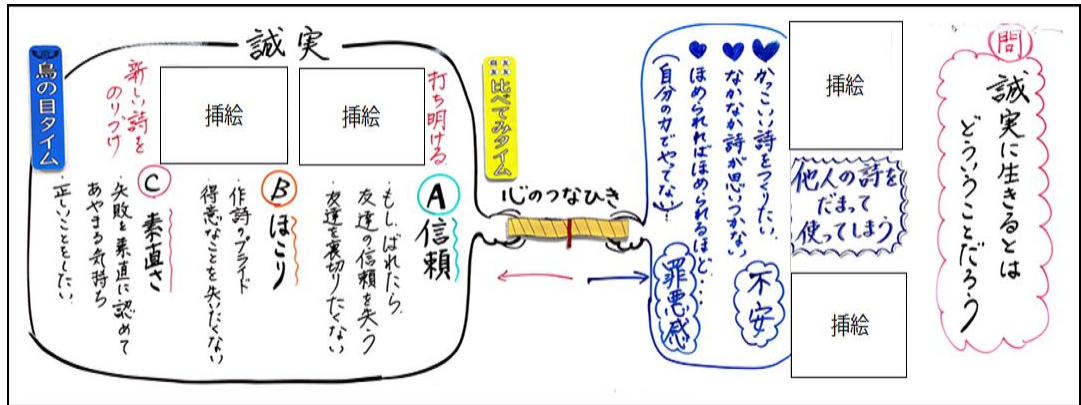 問
誠実に生きるとは
どういうことだろう
挿絵
他人の詩を
だまって
使ってしまう
挿絵
かっこいい詩をつくりたい
なかなか詩が思いつかない
ほめられればほめられるほど・・・・
(自分の力でやってない)
不安
罪悪感
心のつなひき
比べてみタイム
誠実
打ち明ける
挿絵
挿絵
新しい詩を
のりづけ
A 信頼
・もし、ばれたら、
友達の信頼を失う
・友達を裏切りたくない
B ほこり
・作詩のプライド
・得意なことを失いたくない
C 素直さ
・失敗を素直に認めて
あやまる気持ち
・正しいことをしたい
鳥の目タイム